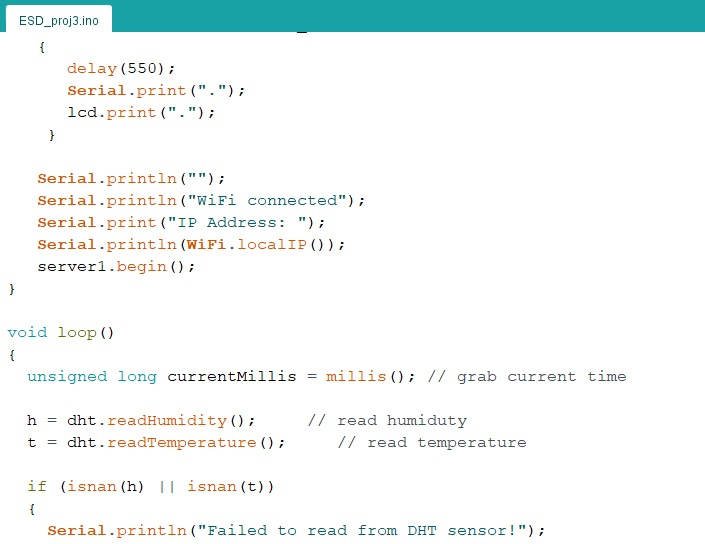 ESD_proj3.ino
{
delay(550);
Serial.print(".");
lcd.print(".");
}
Serial.println("");
Serial.println("WiFi connected");
Serial.print("IP Address: ");
Serial.println(WiFi.localIP());
server1.begin();
}
void loop()
{
unsigned long currentMillis = millis(); // grab current time
h = dht.readHumidity(); // read humiduty
t = dht.readTemperature(); // read temperature
if (isnan(h) || isnan(t))
{
Serial.println("Failed to read from DHT sensor!");